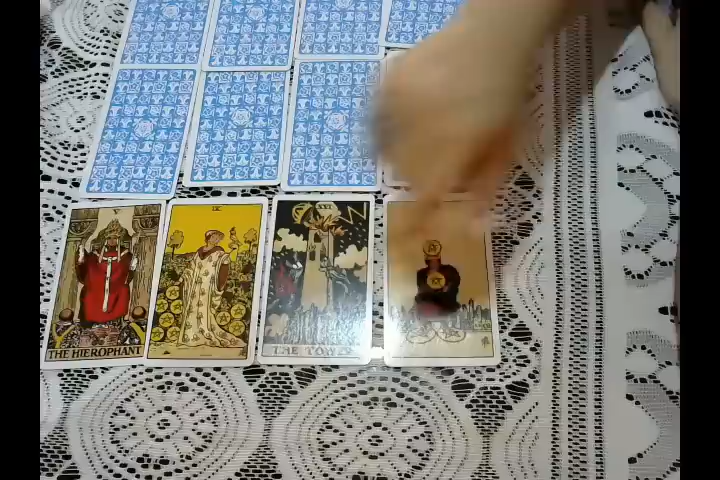 V
IX
XVI
THE HIEROPHANT
THE TOWER